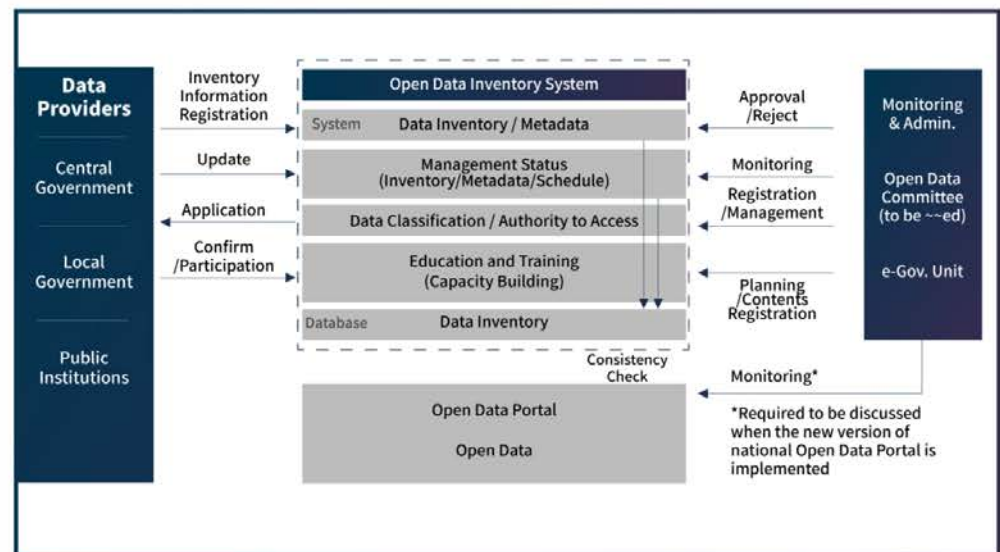 Data
Providers
Central
Government
Local
Government
Public
Institutions
Inventory
Information
Registration
Update
Application
Confirm
/Participation
Open Data Inventory System
System
Data Inventory / Metadata
Management Status
(Inventory/Metadata/Schedule)
Data Classification / Authority to Access
Education and Training
(Capacity Building)
Database
Data Inventory
Consistency
Check
Open Data Portal
Open Data
Approval
/Reject
Monitoring
Registration
/Management
Planning
/Contents
Registration
Monitoring*
*Required to be discussed
when the new version of
national Open Data Portal is
implemented
Monitoring
& Admin.
Open Data
Committee
(to be ~~ed)
e-Gov. Unit